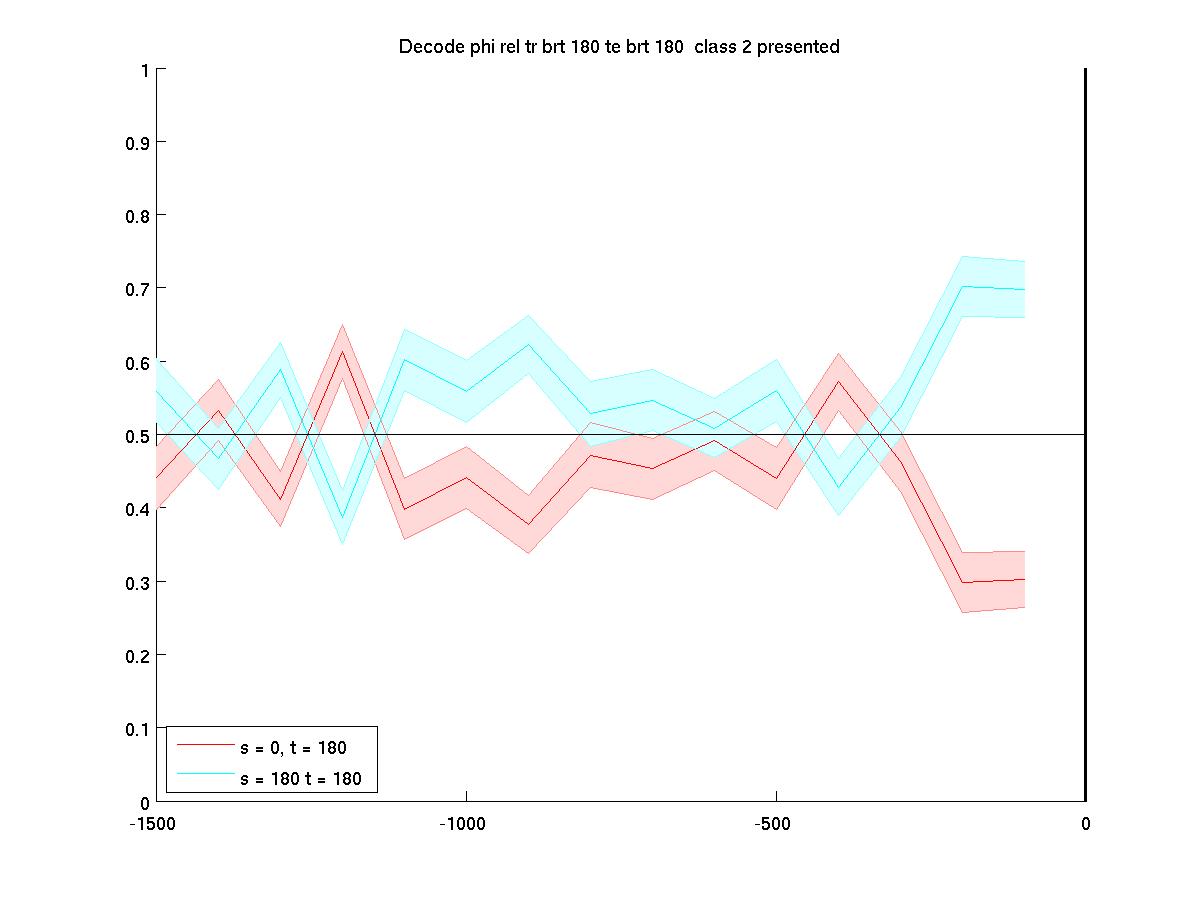 Decode phi rel tr brt 180 te brt 180  class 2 presented
1
0.9
0.8
0.7
0.6
0.5
0.4
0.3
0.2
0.1
0
s = 0, t = 180
s = 180 t = 180
-1500 -1000 -500 0